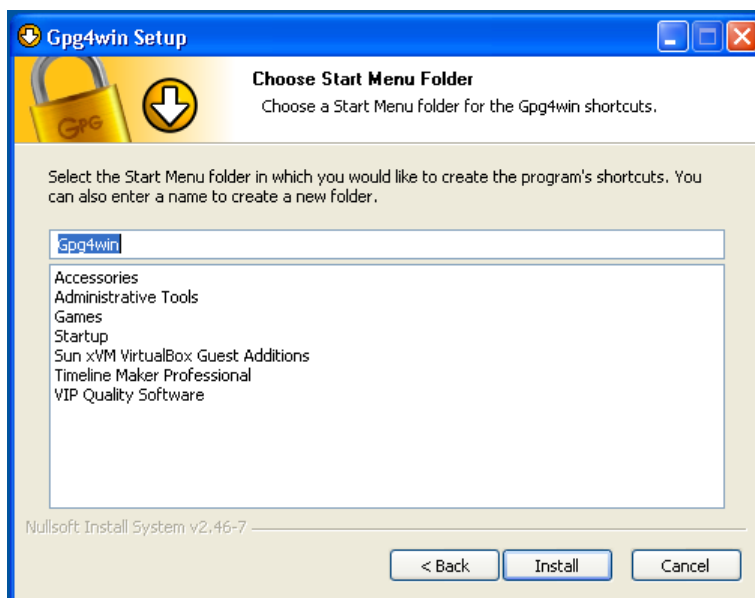 Gpg4win Setup
Choose Start Menu Folder
Choose a Start Menu folder for the Gpg4win shortcuts.
GPG
Select the Start Menu folder in which you would like to create the program's shortcuts. You
can also enter a name to create a new folder.
Gpg4win
Accessories
Administrative Tools
Games
Startup
Sun xVM VirtualBox Guest Additions
Timeline Maker Professional
VIP Quality Software
Nullsoft Install System v2.46-7
< Back Install Cancel